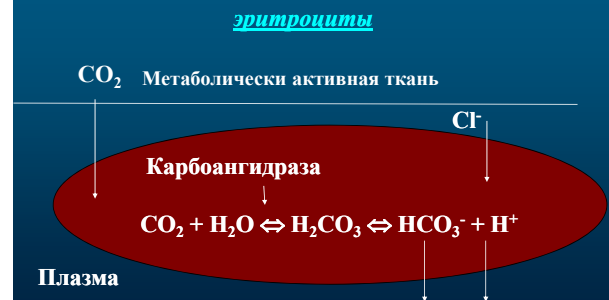 эритроциты
CO₂ Метаболически активная ткань
Cl⁻
Карбоангидраза
CO₂ + H₂O ⇔ H₂CO₃ ⇔ HCO₃⁻ + H⁺
Плазма